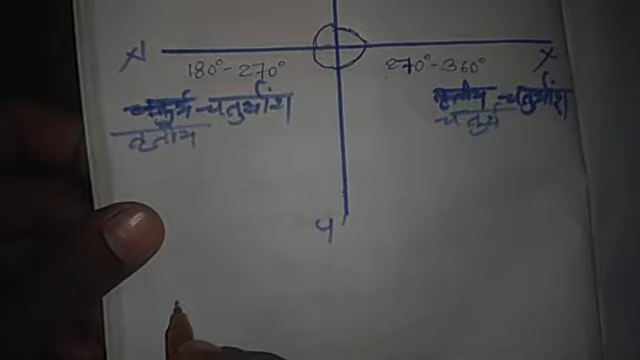 X' X
180°-270° 270°-360°
चतुर्थ चतुर्थांश तृतीय चतुर्थांश
तृतीय चतुर्थ
Y'